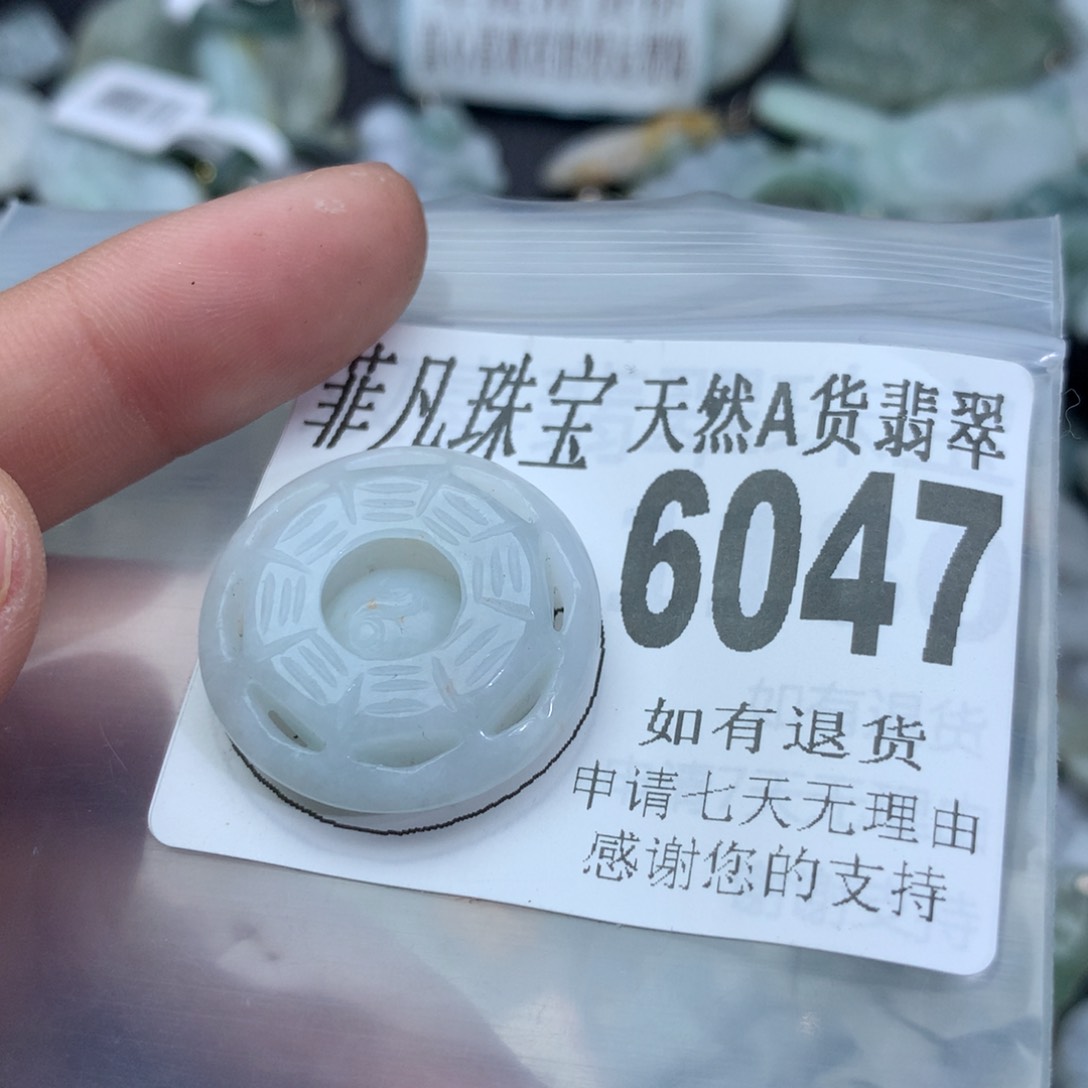 菲凡珠宝 天然A货翡翠
6047
如有退货
申请七天无理由
感谢您的支持